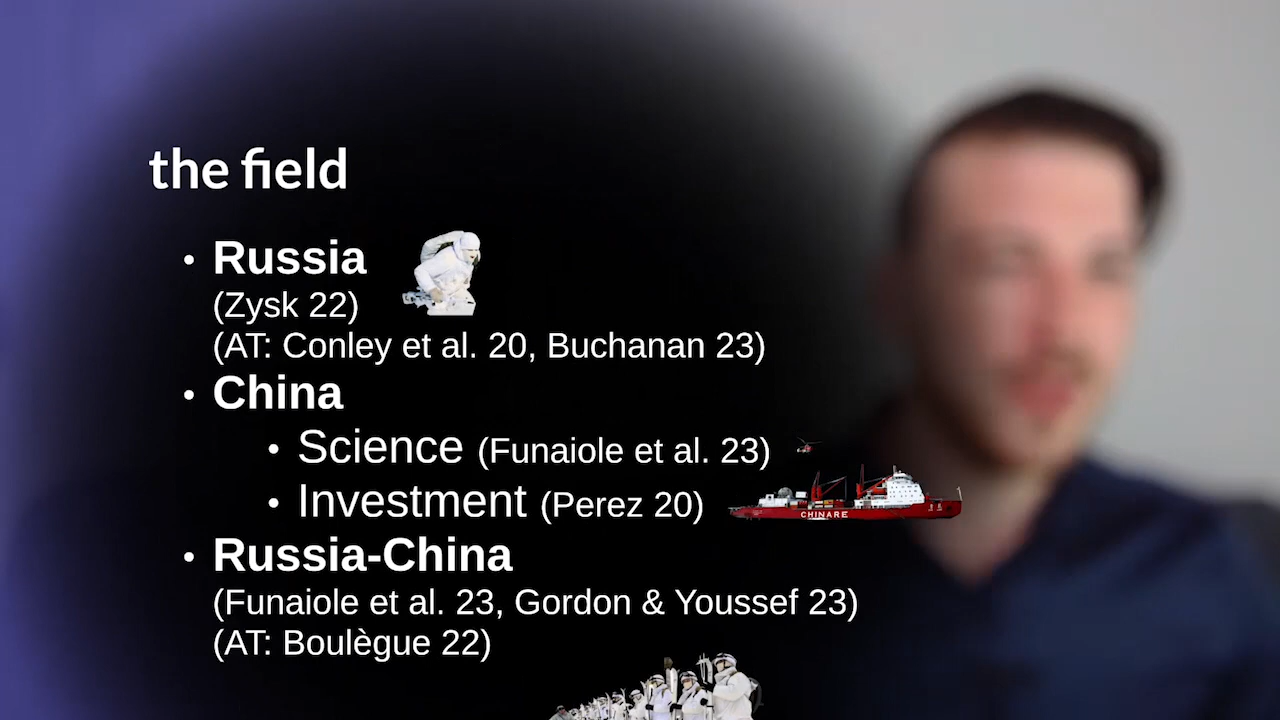 the field
• Russia
(Zysk 22)
(AT: Conley et al. 20, Buchanan 23)
• China
• Science (Funaiole et al. 23)
• Investment (Perez 20)
CHINARE
• Russia-China
(Funaiole et al. 23, Gordon & Youssef 23)
(AT: Boulègue 22)